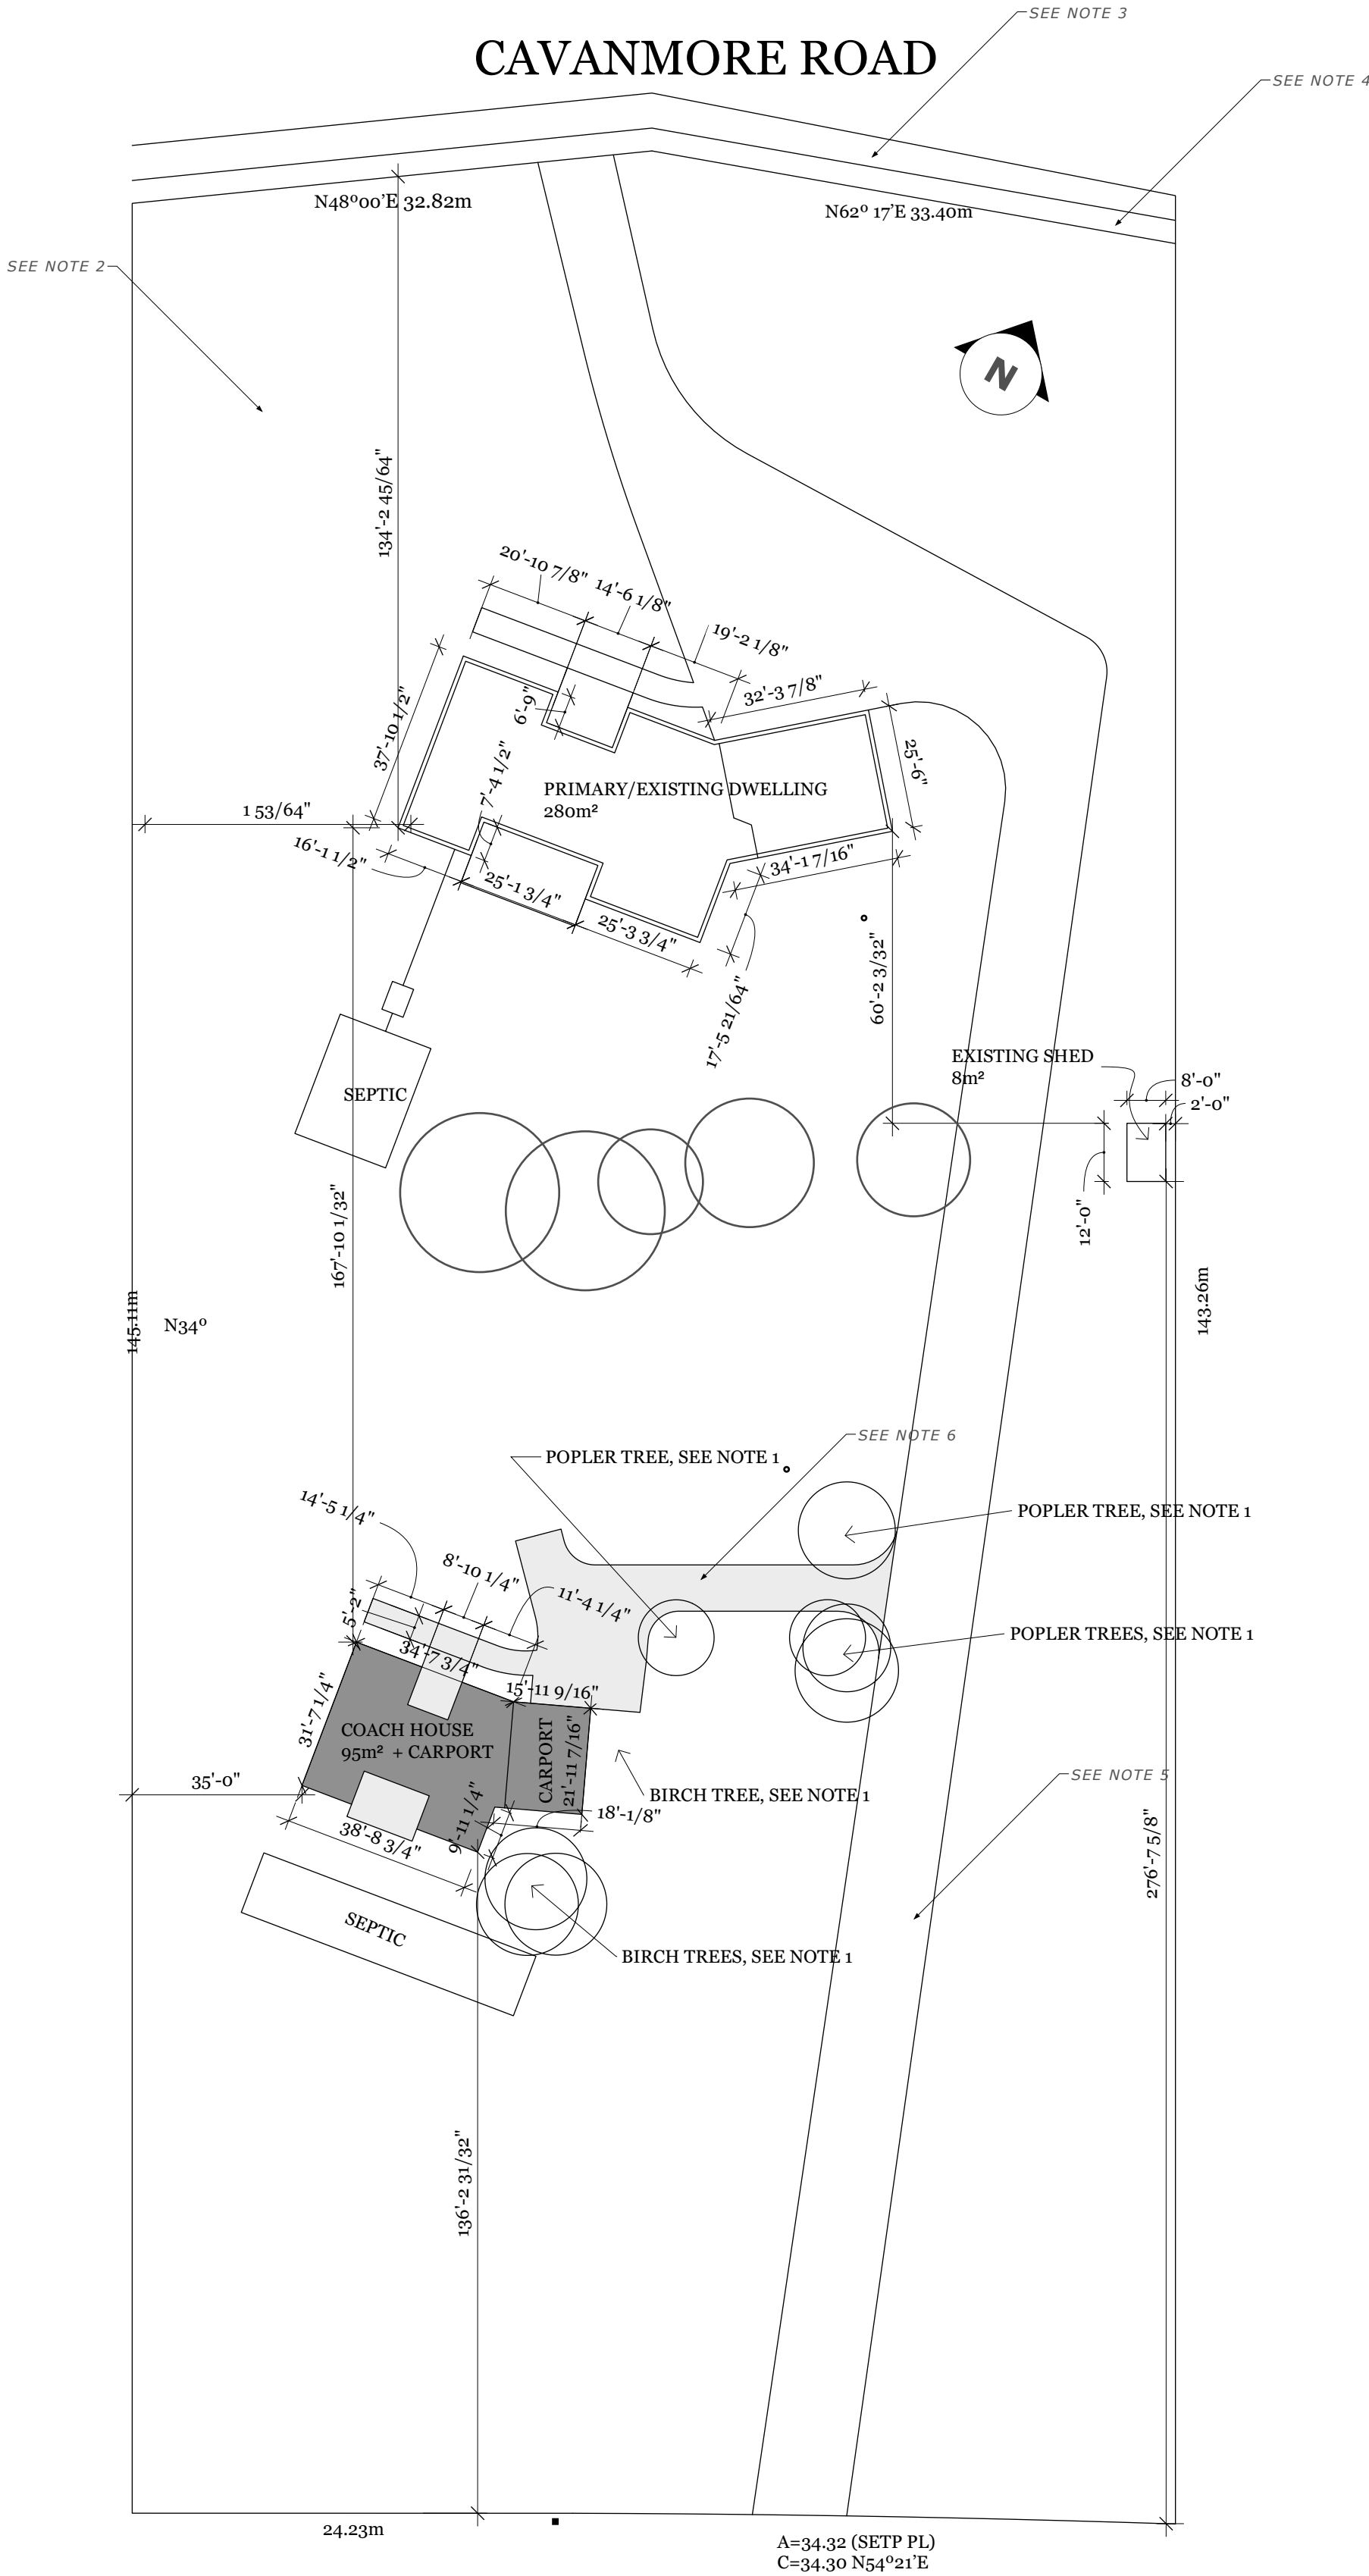 SEE NOTE 3
CAVANMORE ROAD
SEE NOTE 4
N48º00’E 32.82m
N62º 17’E 33.40m
SEE NOTE 2
N
134'-2 45/64"
20'-10 7/8"
14'-6 1/8"
19'-2 1/8"
32'-3 7/8"
6'-9"
37'-10 1/2"
25'-6"
7'-4 1/2"
PRIMARY/EXISTING DWELLING
280m²
1 53/64"
16'-1 1/2"
34'-1 7/16"
25'-1 3/4"
25'-3 3/4"
60'-2 3/32"
17'-5 21/64"
EXISTING SHED
8m²
8'-0"
2'-0"
SEPTIC
12'-0"
167'-10 1/32"
145.11m
N34º
143.26m
SEE NOTE 6
POPLER TREE, SEE NOTE 1
14'-5 1/4"
POPLER TREE, SEE NOTE 1
8'-10 1/4"
11'-4 1/4"
5'-2"
POPLER TREES, SEE NOTE 1
34'-7 3/4"
15'-11 9/16"
31'-7 1/4"
COACH HOUSE
95m² + CARPORT
CARPORT
21'-11 7/16"
35'-0"
SEE NOTE 5
BIRCH TREE, SEE NOTE 1
18'-1/8"
9'-11 1/4"
38'-8 3/4"
276'-7 5/8"
SEPTIC
BIRCH TREES, SEE NOTE 1
136'-2 31/32"
24.23m
A=34.32 (SETP PL)
C=34.30 N54º21’E